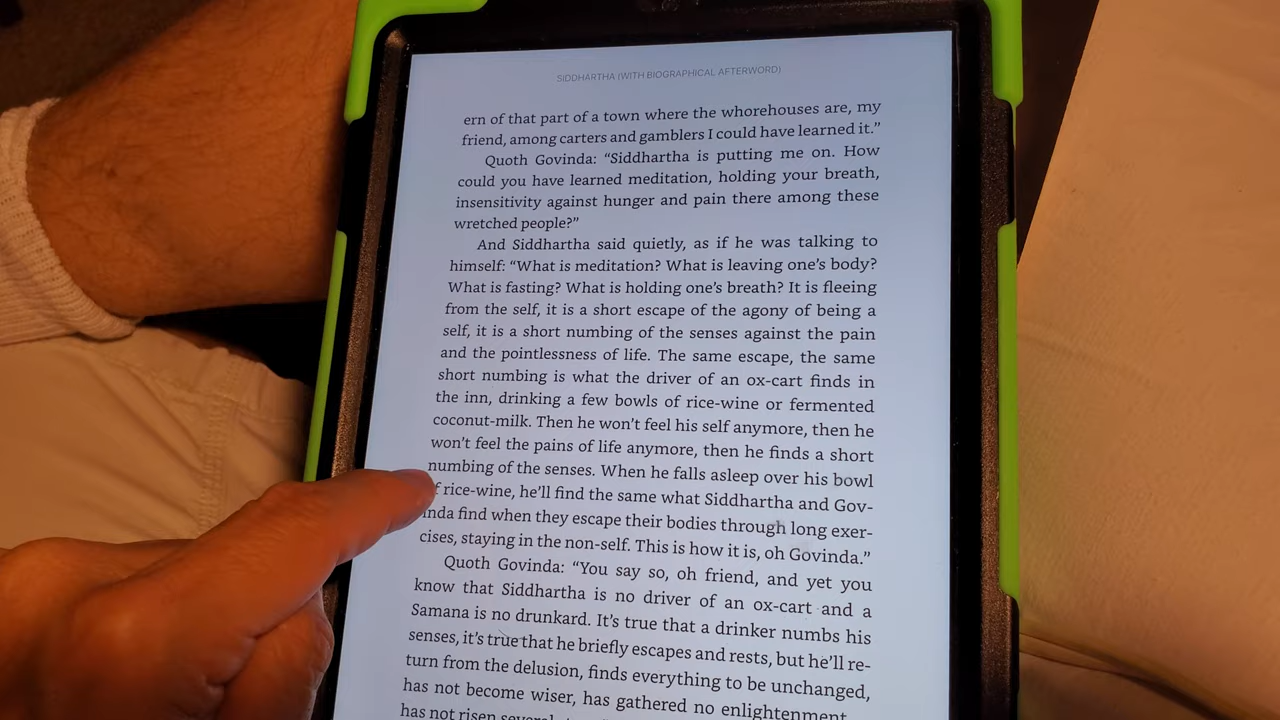 SIDDHARTHA (WITH BIOGRAPHICAL AFTERWORD)
ern of that part of a town where the whorehouses are, my
friend, among carters and gamblers I could have learned it.”
Quoth Govinda: “Siddhartha is putting me on. How
could you have learned meditation, holding your breath,
insensitivity against hunger and pain there among these
wretched people?”
And Siddhartha said quietly, as if he was talking to
himself: “What is meditation? What is leaving one’s body?
What is fasting? What is holding one’s breath? It is fleeing
from the self, it is a short escape of the agony of being a
self, it is a short numbing of the senses against the pain
and the pointlessness of life. The same escape, the same
short numbing is what the driver of an ox-cart finds in
the inn, drinking a few bowls of rice-wine or fermented
coconut-milk. Then he won’t feel his self anymore, then he
won’t feel the pains of life anymore, then he finds a short
numbing of the senses. When he falls asleep over his bowl
rice-wine, he’ll find the same what Siddhartha and Gov-
inda find when they escape their bodies through long exer-
cises, staying in the non-self. This is how it is, oh Govinda.”
Quoth Govinda: “You say so, oh friend, and yet you
know that Siddhartha is no driver of an ox-cart and a
Samana is no drunkard. It’s true that a drinker numbs his
senses, it’s true that he briefly escapes and rests, but he’ll re-
turn from the delusion, finds everything to be unchanged,
has not become wiser, has gathered no enlightenment
has not risen